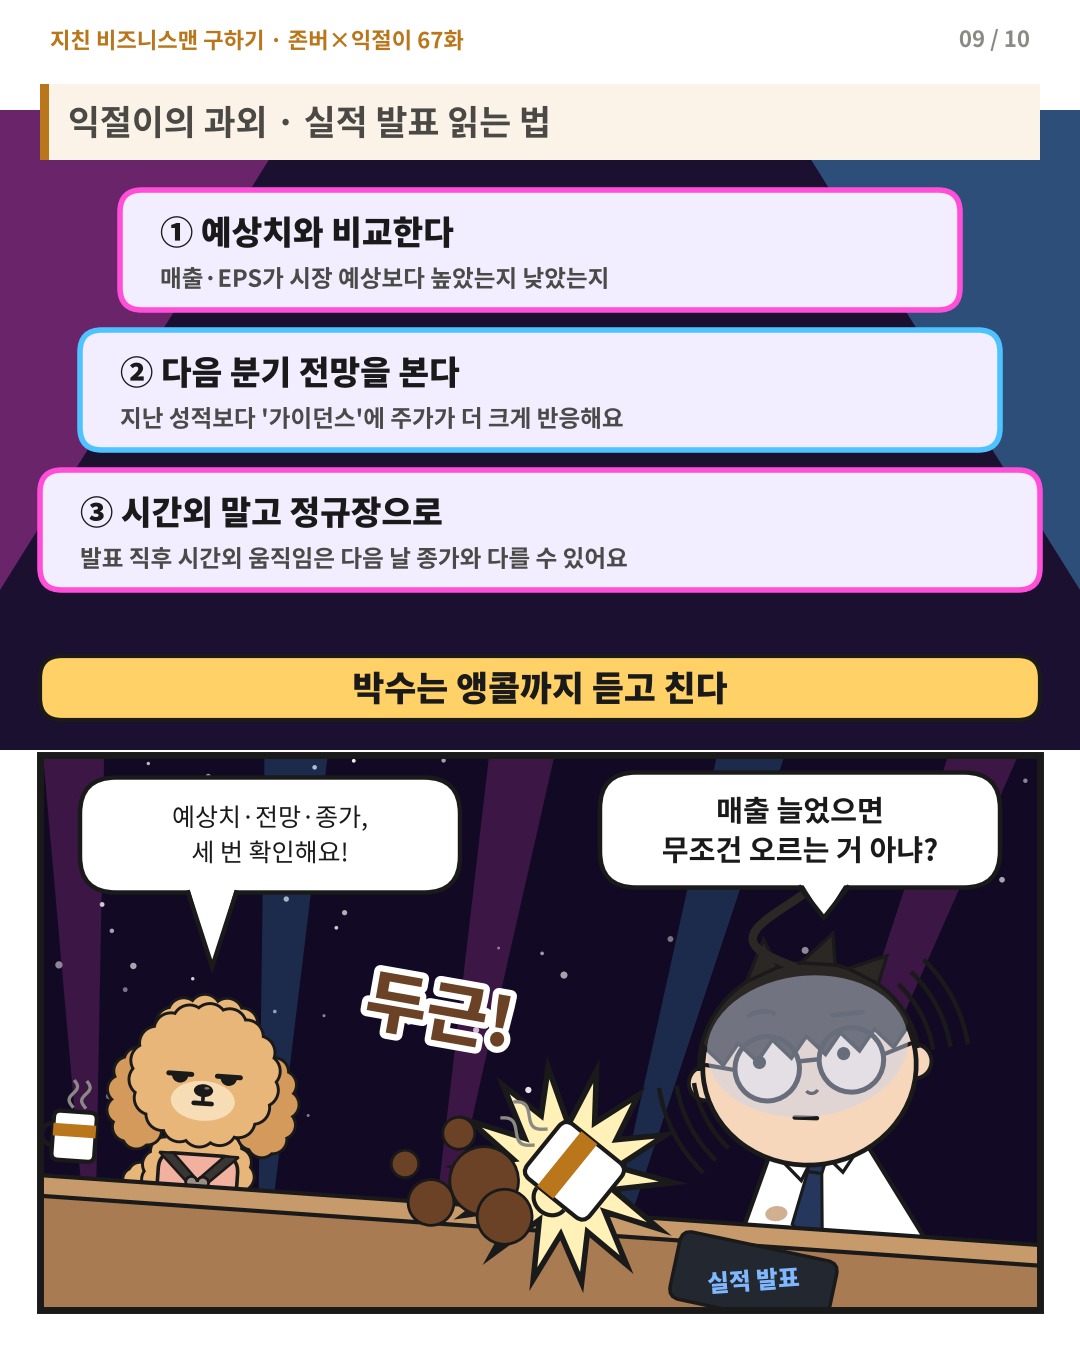 지친 비즈니스맨 구하기 · 존버×익절이 67화
09 / 10
익절이의 과외 · 실적 발표 읽는 법
① 예상치와 비교한다
매출·EPS가 시장 예상보다 높았는지 낮았는지
② 다음 분기 전망을 본다
지난 성적보다 '가이던스'에 주가가 더 크게 반응해요
③ 시간외 말고 정규장으로
발표 직후 시간외 움직임은 다음 날 종가와 다를 수 있어요
박수는 앵콜까지 듣고 친다
예상치·전망·종가,
세 번 확인해요!
매출 늘었으면
무조건 오르는 거 아냐?
두근!
실적 발표